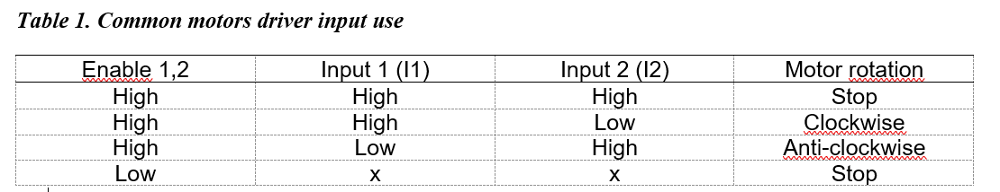 Table 1. Common motors driver input use
Enable 1,2 Input 1 (I1) Input 2 (I2) Motor rotation
High High High Stop
High High Low Clockwise
High Low High Anti-clockwise
Low x x Stop